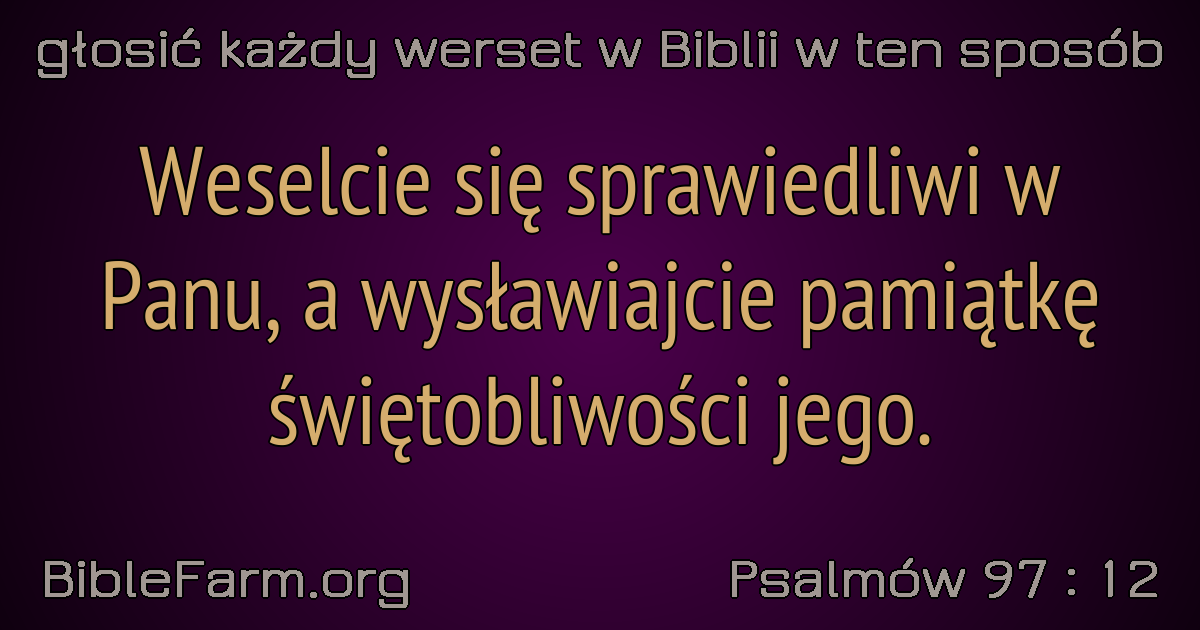 głosić każdy werset w Biblii w ten sposób
Weselcie się sprawiedliwi w
Panu, a wysławiajcie pamiątkę
świętobliwości jego.
BibleFarm.org
Psalmów 97 : 12